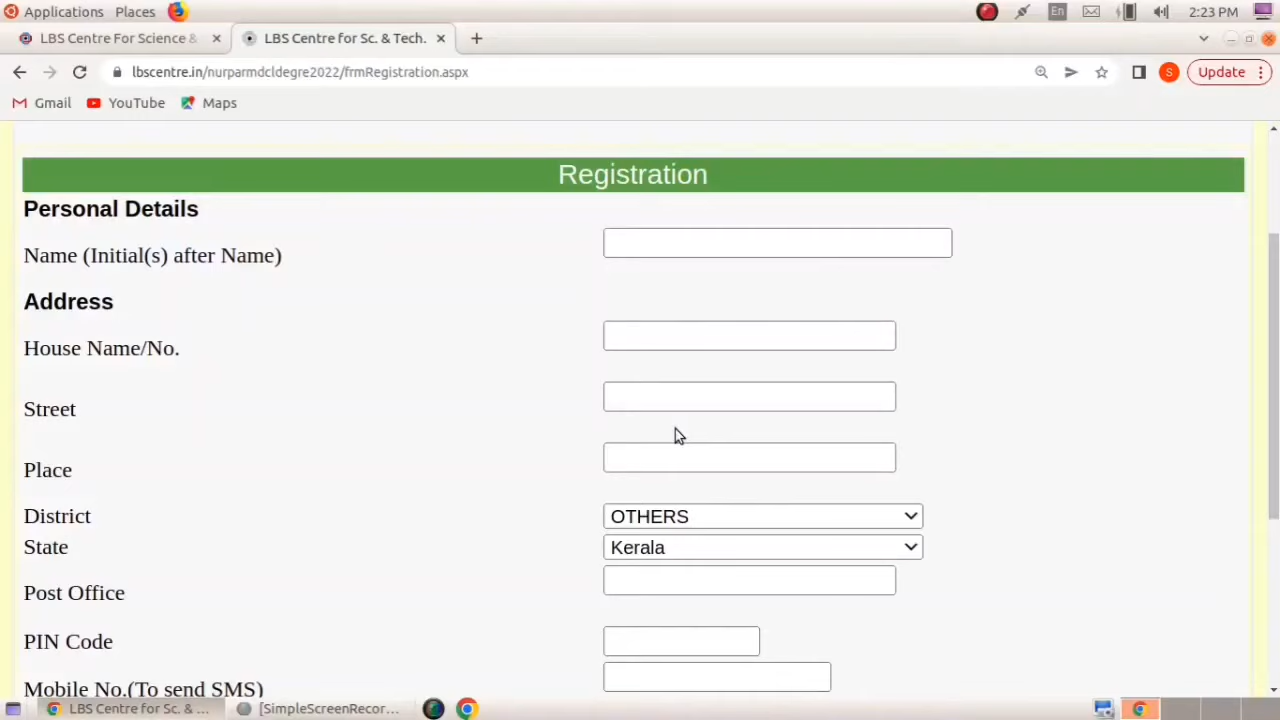 Applications Places En 2:23 PM
LBS Centre For Science & LBS Centre for Sc. & Tech.
lbscentre.in/nurparmdcldegre2022/frmRegistration.aspx S Update
Gmail YouTube Maps
Registration
Personal Details
Name (Initial(s) after Name)
Address
House Name/No.
Street
Place
District OTHERS
State Kerala
Post Office
PIN Code
Mobile No.(To send SMS)
LBS Centre for Sc. & ... [SimpleScreenRecor...